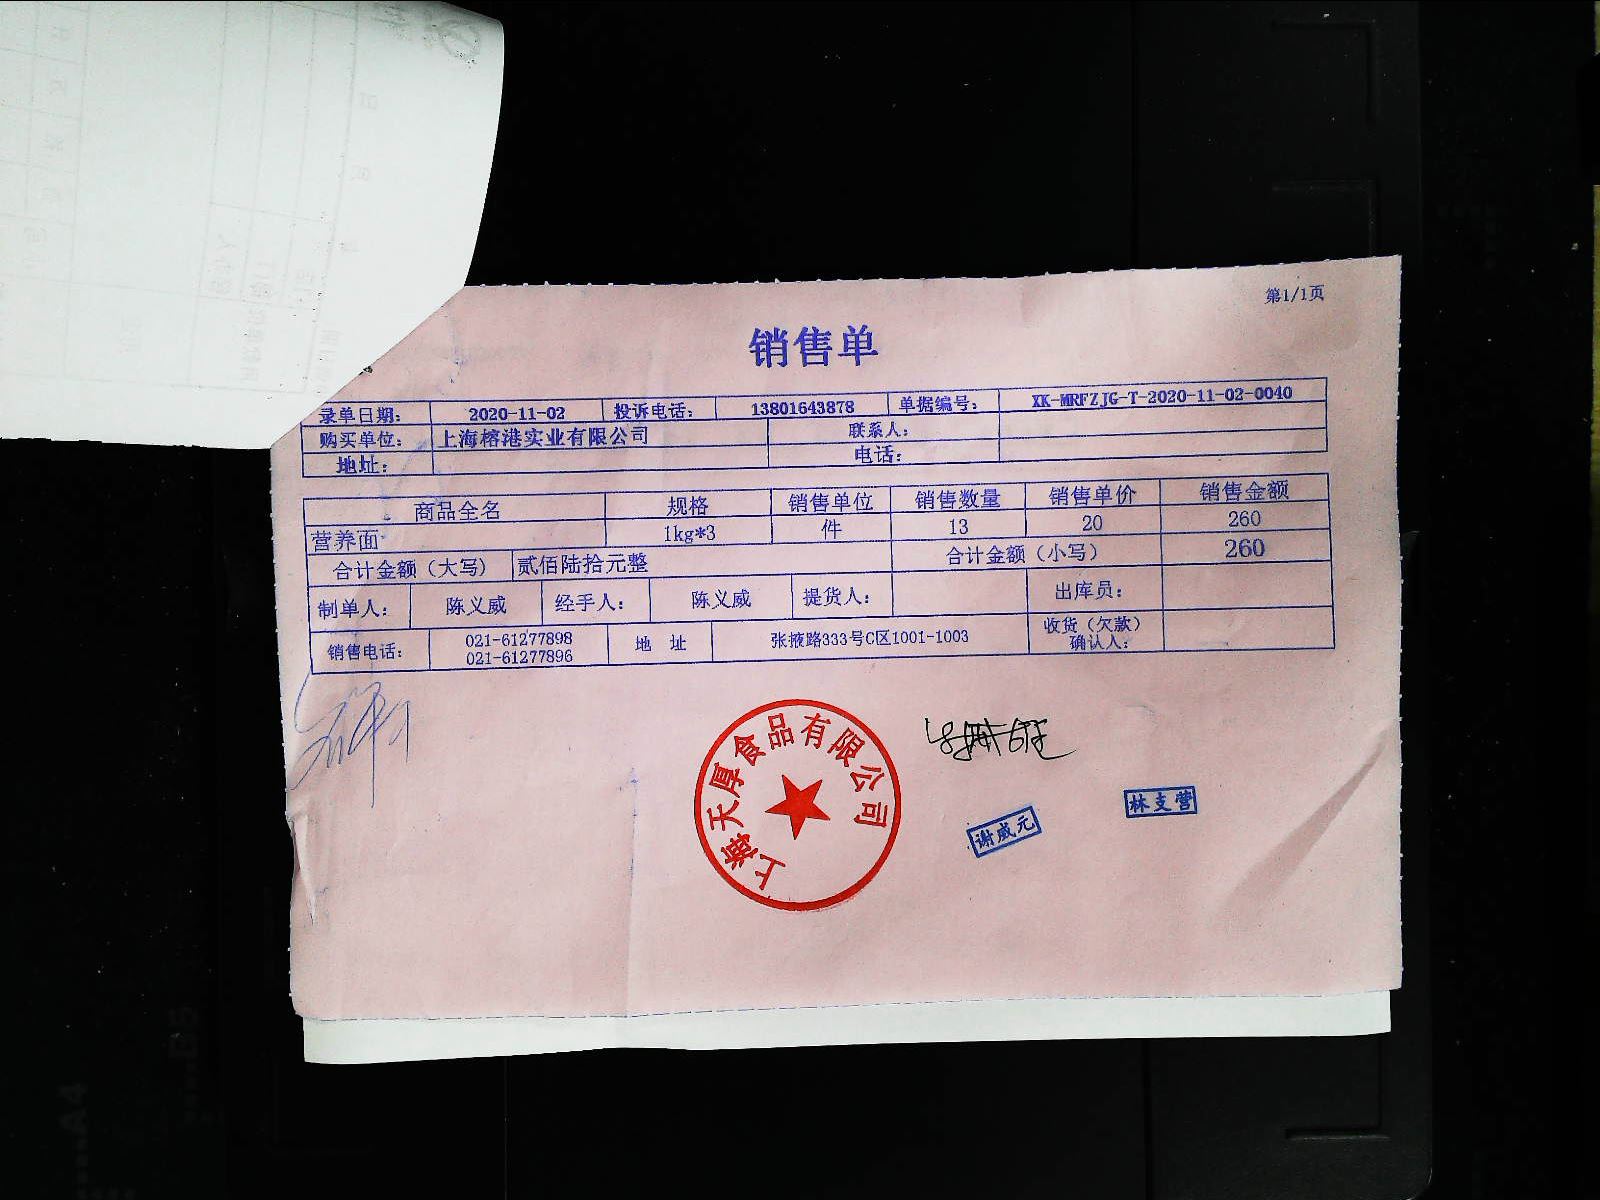 第1/1页
销售单
录单日期： 2020-11-02 投诉电话： 13801643878 单据编号： XK-MRFZJG-T-2020-11-02-0040
购买单位： 上海榕港实业有限公司 联系人：
地址： 电话：
商品全名 规格 销售单位 销售数量 销售单价 销售金额
营养面 1kg*3 件 13 20 260
合计金额（大写） 贰佰陆拾元整 合计金额（小写） 260
制单人： 陈义威 经手人： 陈义威 提货人： 出库员：
销售电话： 021-61277898 地 址 张掖路333号C区1001-1003 收货（欠款）
021-61277896 确认人：
上海天厚食品有限公司
谢威元
林支营